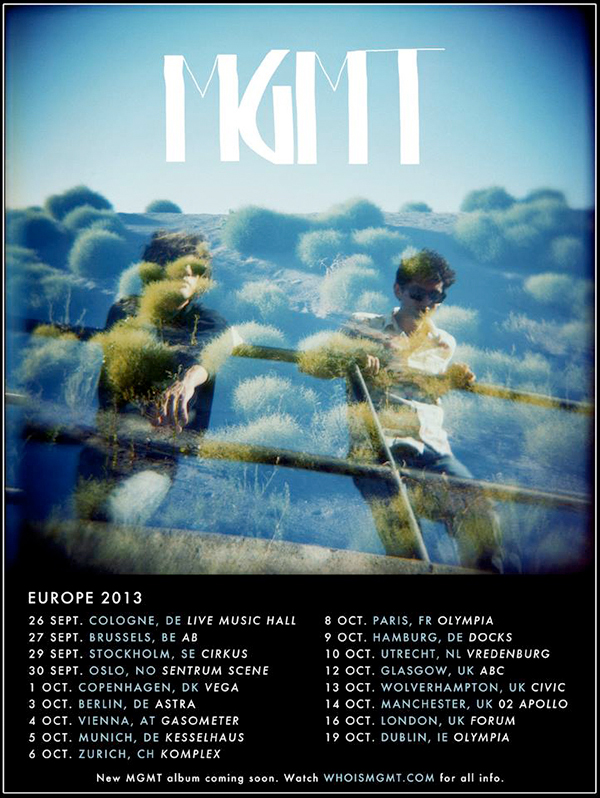 MGMT
EUROPE 2013
26 SEPT. COLOGNE, DE LIVE MUSIC HALL
27 SEPT. BRUSSELS, BE AB
29 SEPT. STOCKHOLM, SE CIRKUS
30 SEPT. OSLO, NO SENTRUM SCENE
1 OCT. COPENHAGEN, DK VEGA
3 OCT. BERLIN, DE ASTRA
4 OCT. VIENNA, AT GASOMETER
5 OCT. MUNICH, DE KESSELHAUS
6 OCT. ZURICH, CH KOMPLEX
8 OCT. PARIS, FR OLYMPIA
9 OCT. HAMBURG, DE DOCKS
10 OCT. UTRECHT, NL VREDENBURG
12 OCT. GLASGOW, UK ABC
13 OCT. WOLVERHAMPTON, UK CIVIC
14 OCT. MANCHESTER, UK 02 APOLLO
16 OCT. LONDON, UK FORUM
19 OCT. DUBLIN, IE OLYMPIA
New MGMT album coming soon. Watch WHOISMGMT.COM for all info.